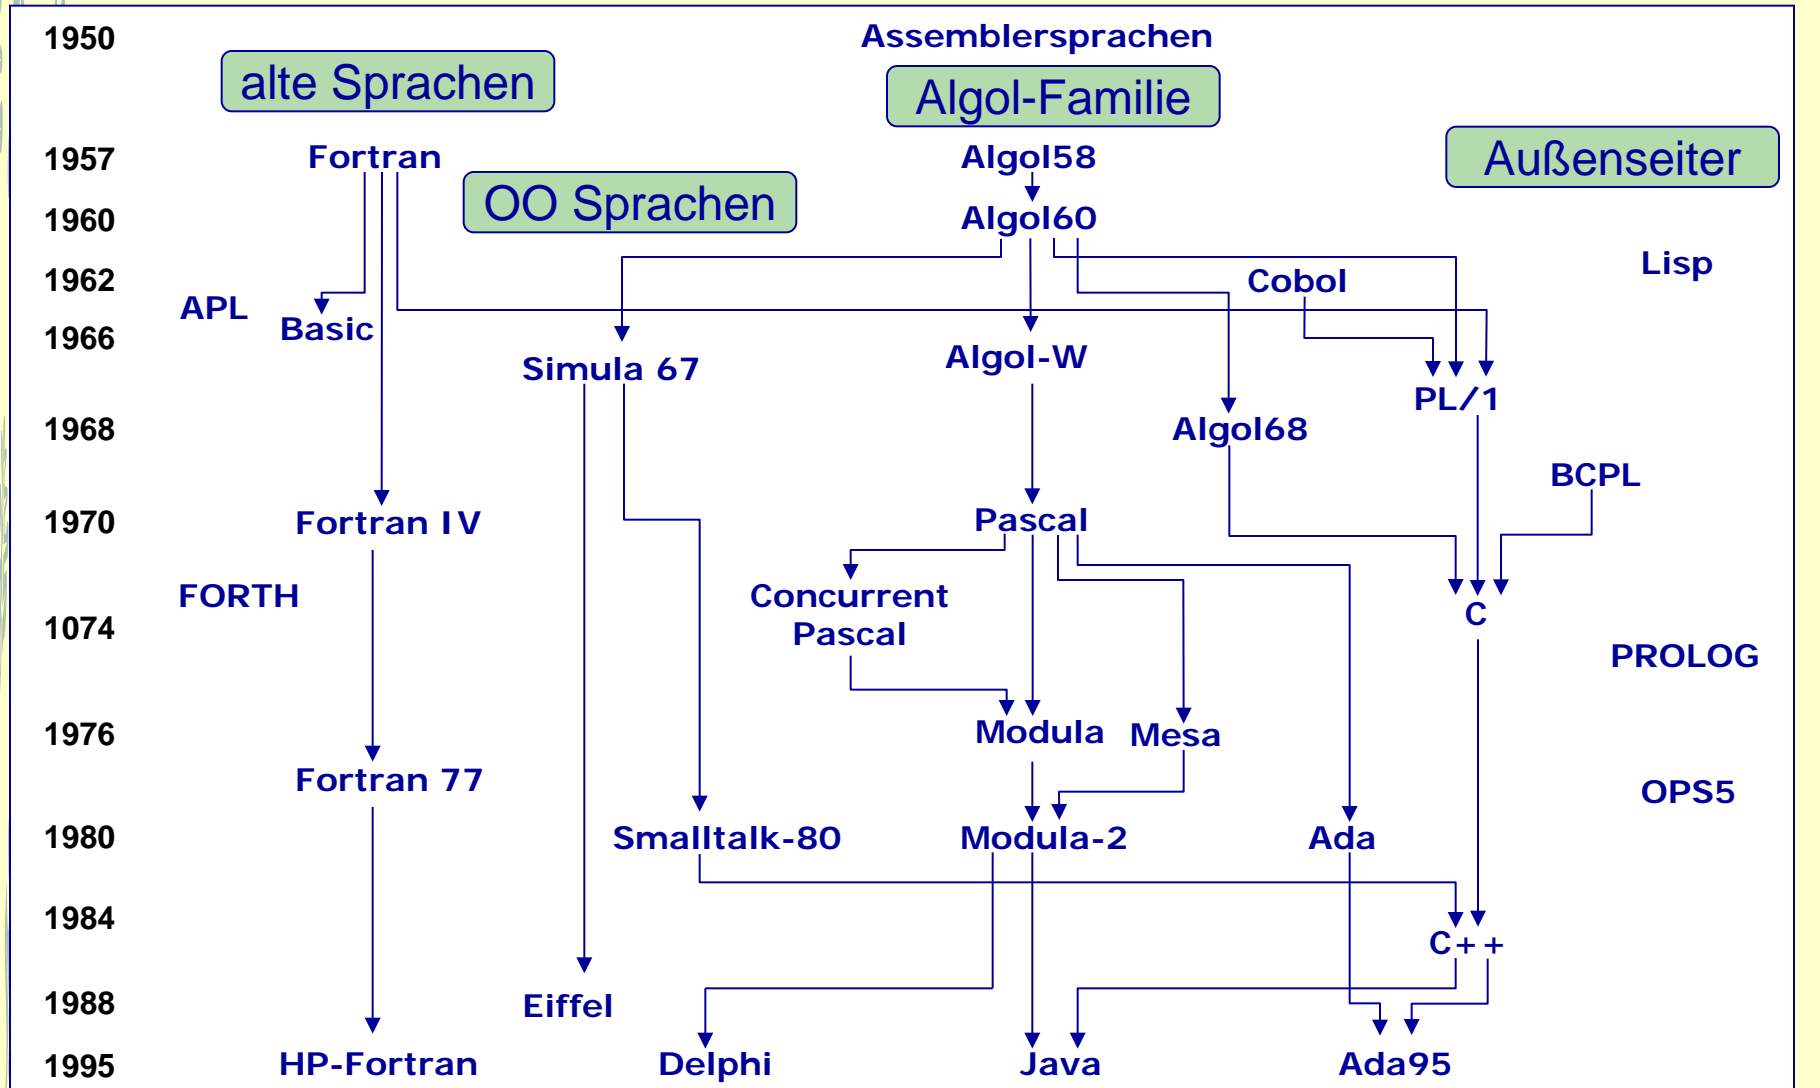 1950
Assemblersprachen
alte Sprachen
Algol-Familie
Außenseiter
1957
Fortran
Algol58
OO Sprachen
1960
Algol60
Lisp
1962
Cobol
APL
Basic
1966
Simula 67
Algol-W
PL/1
1968
Algol68
BCPL
1970
Fortran IV
Pascal
FORTH
Concurrent
Pascal
C
1074
PROLOG
1976
Modula
Mesa
Fortran 77
OPS5
1980
Smalltalk-80
Modula-2
Ada
1984
C++
1988
Eiffel
1995
HP-Fortran
Delphi
Java
Ada95